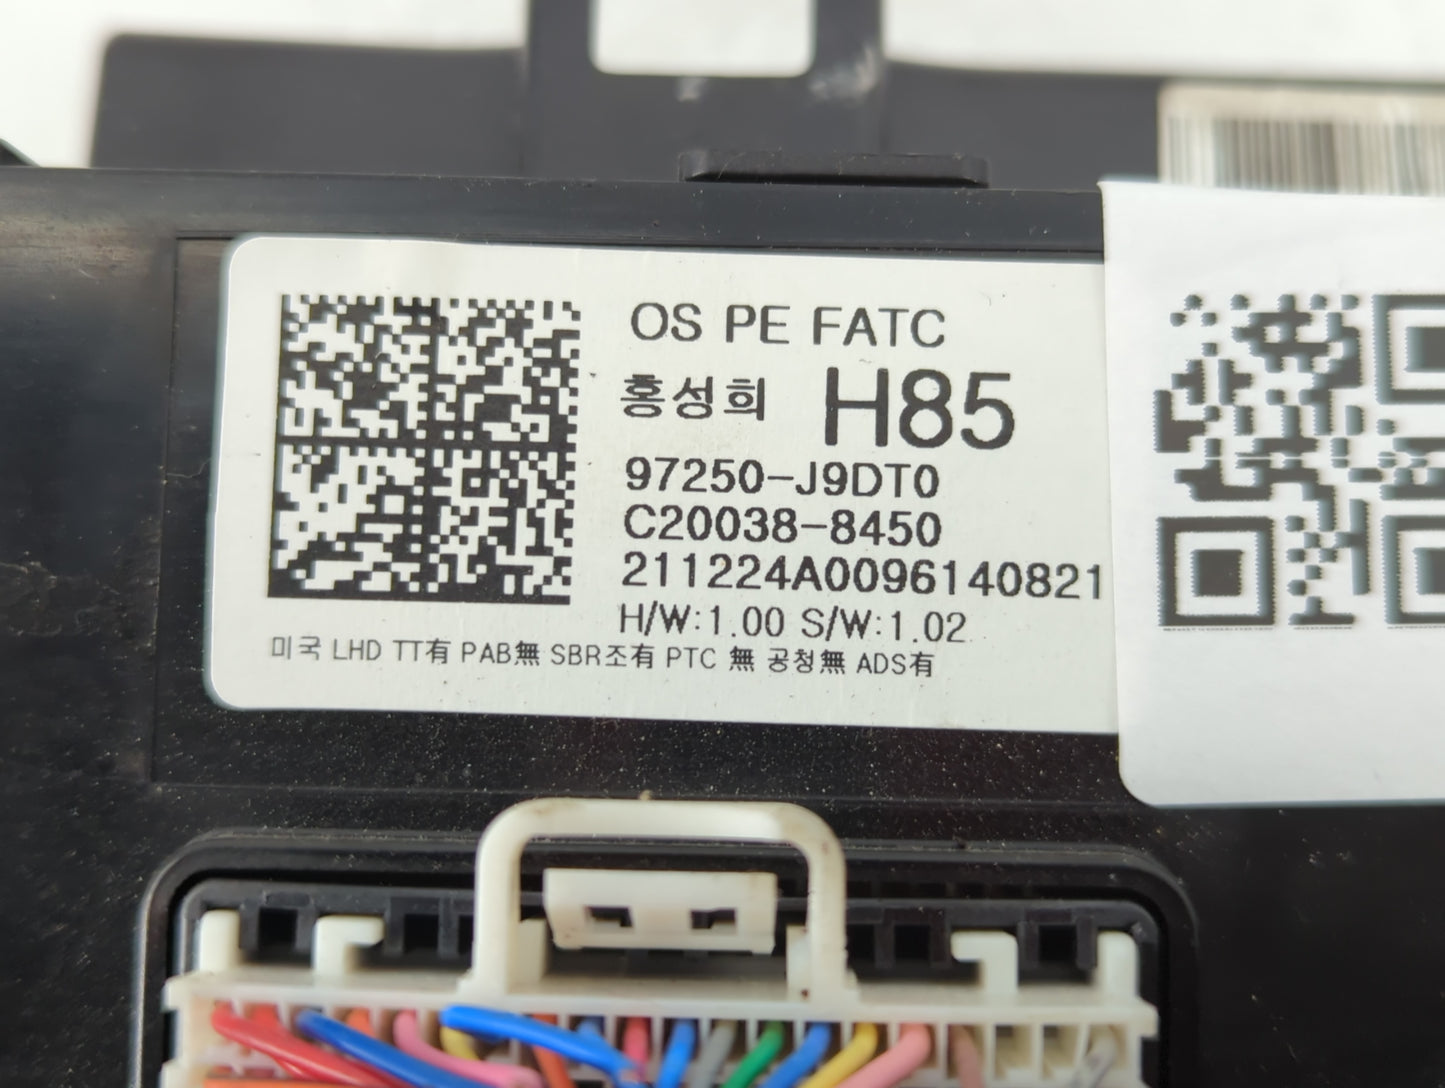 OS PE FATC
홍성희 H85
97250-J9DT0
C20038-8450
211224A0096140821
H/W:1.00 S/W:1.02
미국 LHD TT有 PAB無 SBR조有 PTC 無 공청無 ADS有